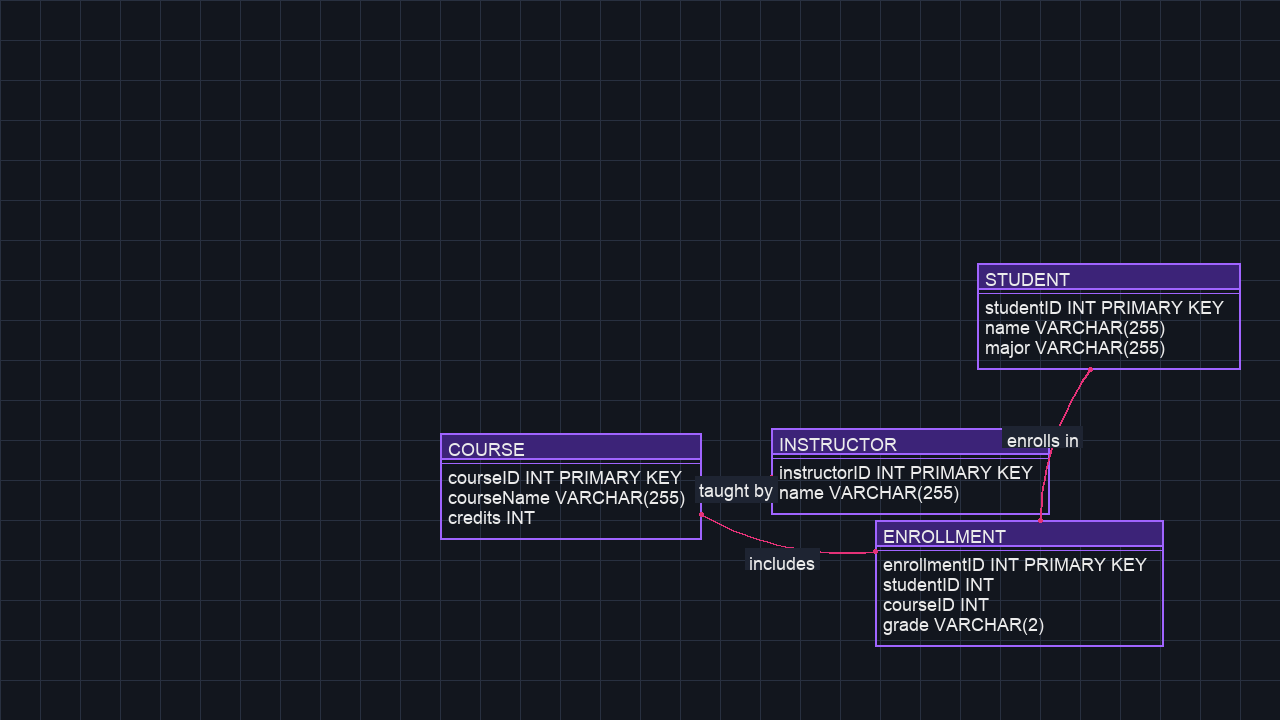 STUDENT
studentID INT PRIMARY KEY
name VARCHAR(255)
major VARCHAR(255)
enrolls in
COURSE
courseID INT PRIMARY KEY
courseName VARCHAR(255)
credits INT
taught by
INSTRUCTOR
instructorID INT PRIMARY KEY
name VARCHAR(255)
includes
ENROLLMENT
enrollmentID INT PRIMARY KEY
studentID INT
courseID INT
grade VARCHAR(2)